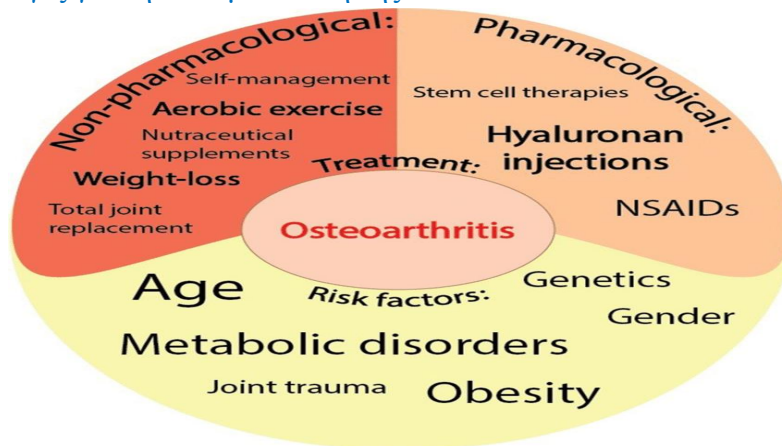 Non-pharmacological:
Self-management
Aerobic exercise
Nutraceutical
supplements
Weight-loss
Total joint
replacement
Pharmacological:
Stem cell therapies
Hyaluronan
injections
NSAIDs
Treatment:
Osteoarthritis
Risk factors:
Age
Genetics
Gender
Metabolic disorders
Joint trauma
Obesity